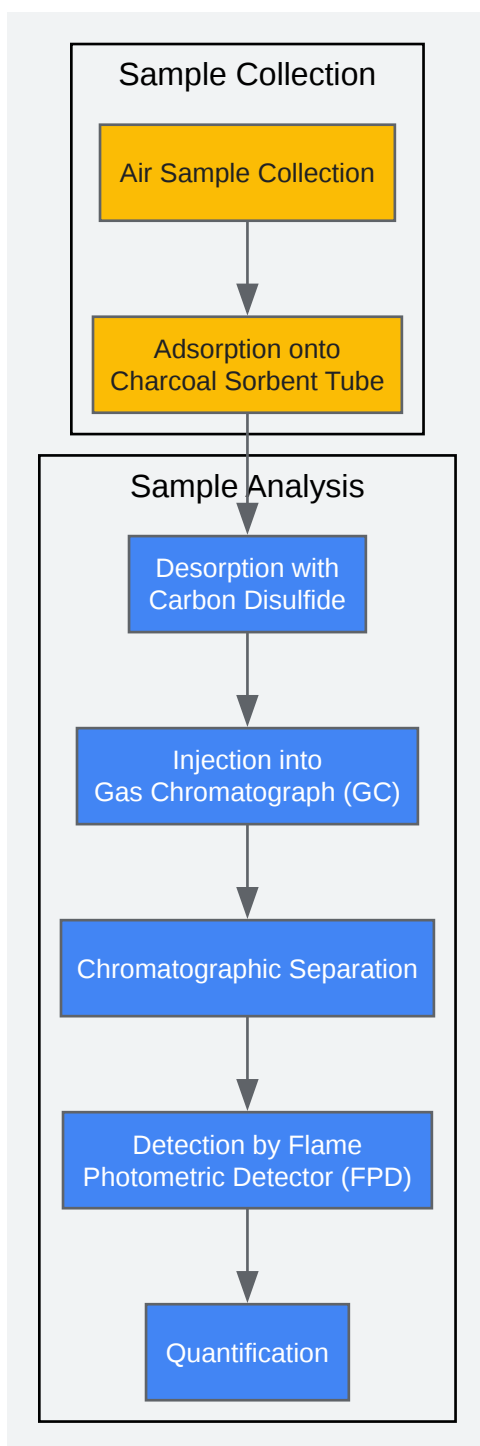 Sample Collection
Air Sample Collection
Adsorption onto
Charcoal Sorbent Tube
Sample Analysis
Desorption with
Carbon Disulfide
Injection into
Gas Chromatograph (GC)
Chromatographic Separation
Detection by Flame
Photometric Detector (FPD)
Quantification